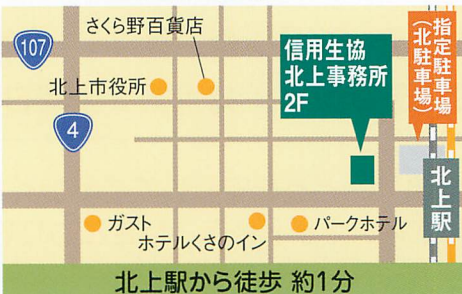 107
さくら野百貨店
北上市役所
信用生協
北上事務所
2F
指定駐車場
(北駐車場)
4
北上駅
ガスト
ホテルくさのイン
パークホテル
北上駅から徒歩 約1分